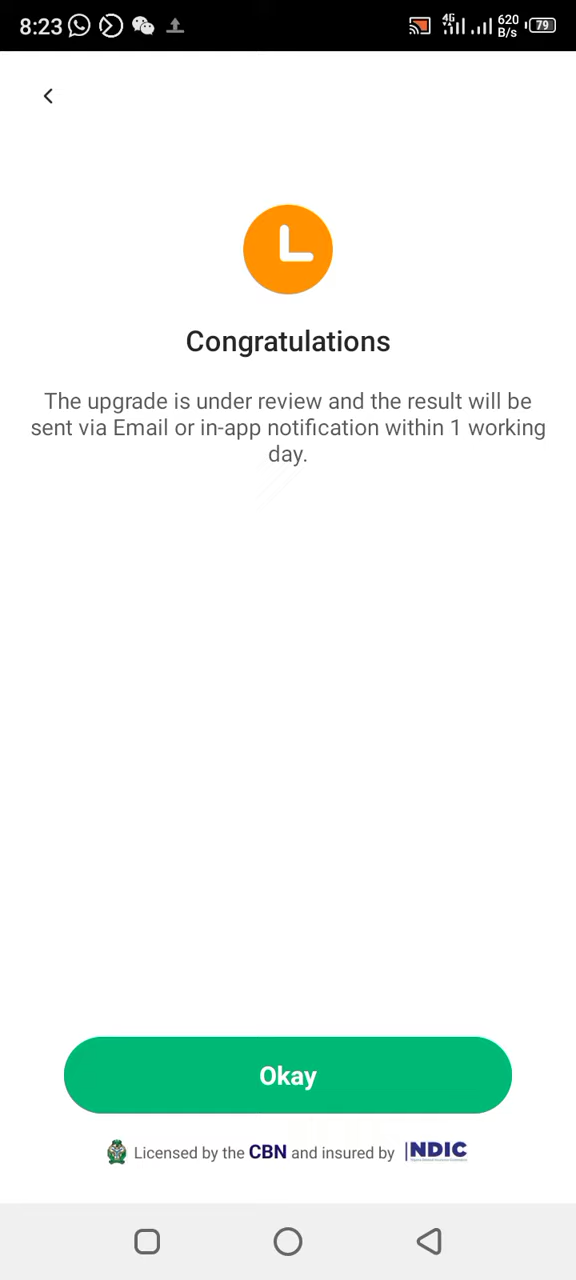 8:23 4G 620 B/s 79
Congratulations
The upgrade is under review and the result will be
sent via Email or in-app notification within 1 working
day.
Okay
Licensed by the CBN and insured by NDIC